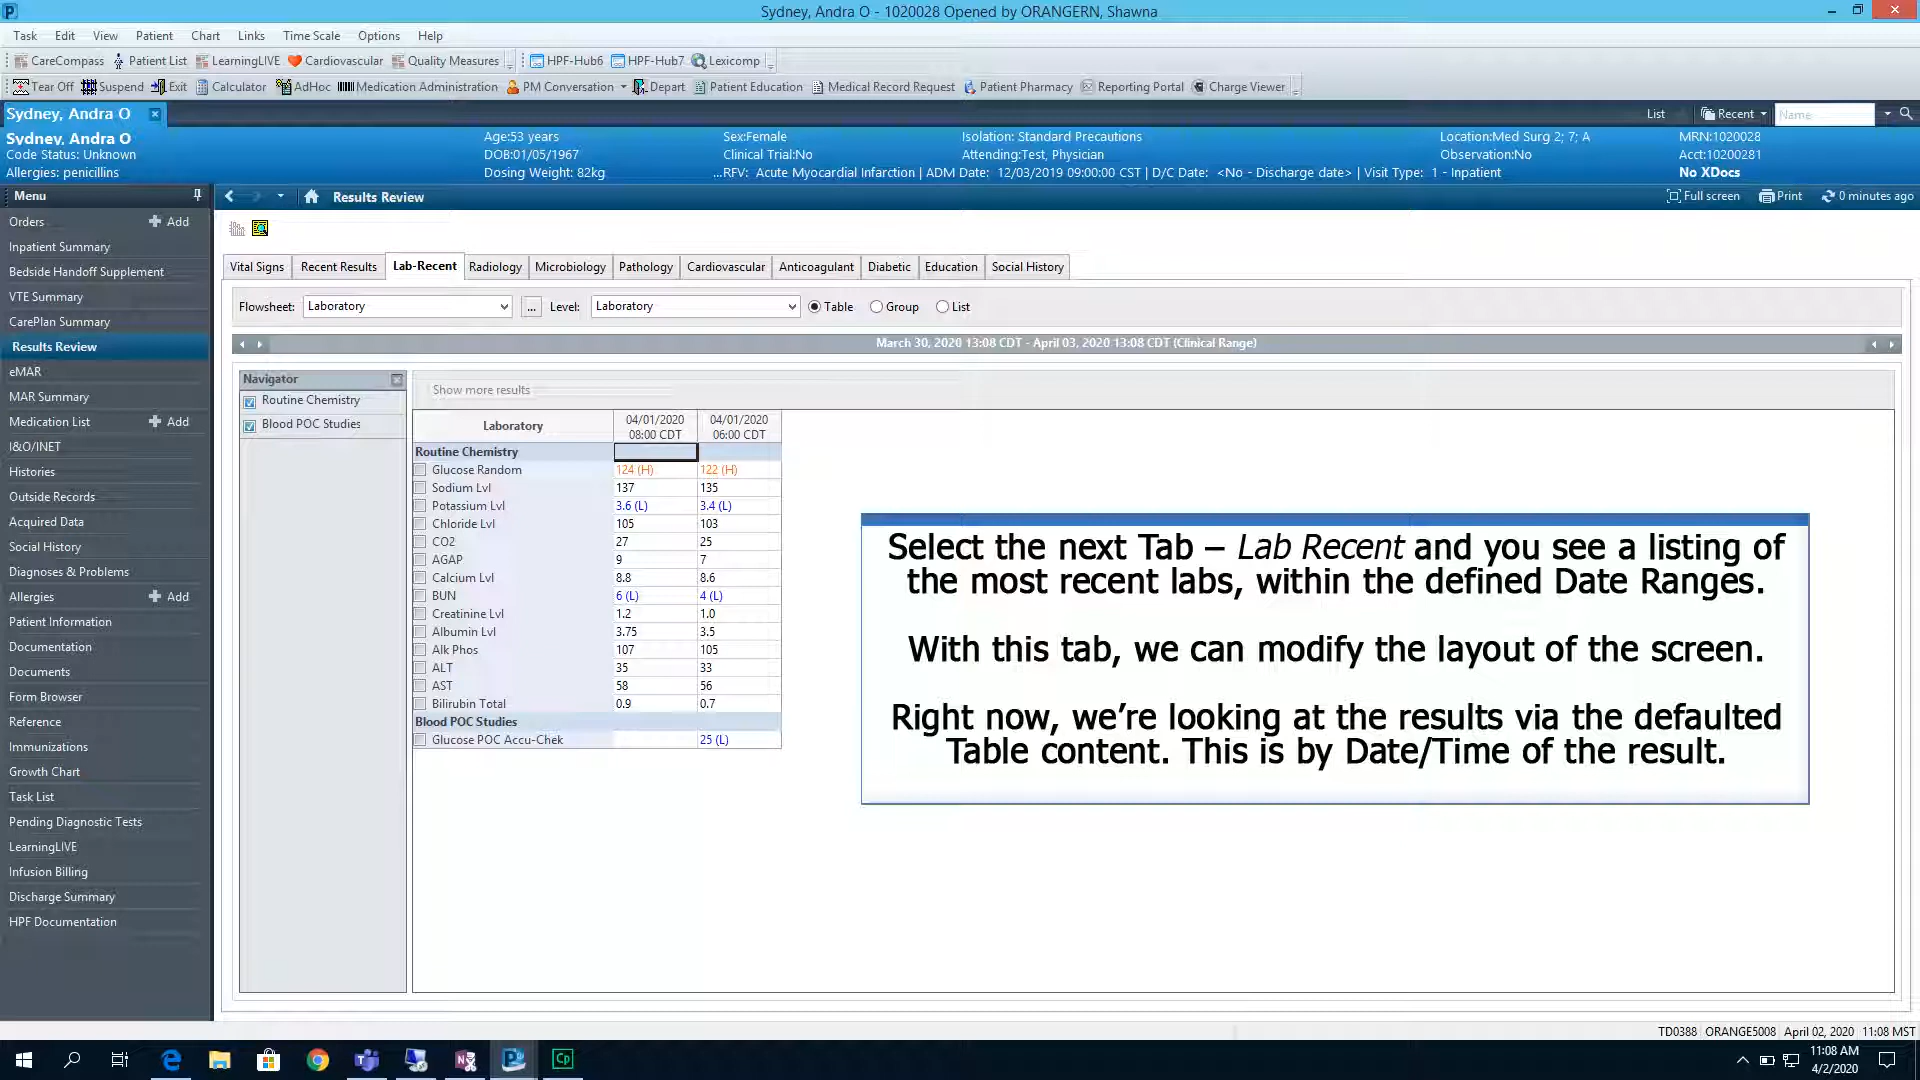 Sydney, Andra O - 1020028 Opened by ORANGERN, Shawna
Task Edit View Patient Chart Links Time Scale Options Help
CareCompass Patient List LearningLIVE Cardiovascular Quality Measures HPF-Hub6 HPF-Hub7 Lexicomp
Tear Off Suspend Exit Calculator AdHoc Medication Administration PM Conversation Depart Patient Education Medical Record Request Patient Pharmacy Reporting Portal Charge Viewer
Sydney, Andra O List Recent Name
Sydney, Andra O Age:53 years Sex:Female Isolation: Standard Precautions Location:Med Surg 2; 7; A MRN:1020028
Code Status: Unknown DOB:01/05/1967 Clinical Trial:No Attending:Test, Physician Observation:No Acct:10200281
Allergies: penicillins Dosing Weight: 82kg ...RFV: Acute Myocardial Infarction | ADM Date: 12/03/2019 09:00:00 CST | D/C Date: <No - Discharge date> | Visit Type: 1 - Inpatient No XDocs
Menu
Orders Add
Inpatient Summary
Bedside Handoff Supplement
VTE Summary
CarePlan Summary
Results Review
eMAR
MAR Summary
Medication List Add
I&O/INET
Histories
Outside Records
Acquired Data
Social History
Diagnoses & Problems
Allergies Add
Patient Information
Documentation
Documents
Form Browser
Reference
Immunizations
Growth Chart
Task List
Pending Diagnostic Tests
LearningLIVE
Infusion Billing
Discharge Summary
HPF Documentation
Results Review Full screen Print 0 minutes ago
Vital Signs Recent Results Lab-Recent Radiology Microbiology Pathology Cardiovascular Anticoagulant Diabetic Education Social History
Flowsheet: Laboratory ... Level: Laboratory Table Group List
March 30, 2020 13:08 CDT - April 03, 2020 13:08 CDT (Clinical Range)
Navigator
Routine Chemistry
Blood POC Studies
Show more results
Laboratory 04/01/2020 08:00 CDT 04/01/2020 06:00 CDT
Routine Chemistry
Glucose Random 124 (H) 122 (H)
Sodium Lvl 137 135
Potassium Lvl 3.6 (L) 3.4 (L)
Chloride Lvl 105 103
CO2 27 25
AGAP 9 7
Calcium Lvl 8.8 8.6
BUN 6 (L) 4 (L)
Creatinine Lvl 1.2 1.0
Albumin Lvl 3.75 3.5
Alk Phos 107 105
ALT 35 33
AST 58 56
Bilirubin Total 0.9 0.7
Blood POC Studies
Glucose POC Accu-Chek 25 (L)
Select the next Tab – Lab Recent and you see a listing of
the most recent labs, within the defined Date Ranges.
With this tab, we can modify the layout of the screen.
Right now, we’re looking at the results via the defaulted
Table content. This is by Date/Time of the result.
TD0388 ORANGE5008 April 02, 2020 11:08 MST
Cp
11:08 AM
4/2/2020